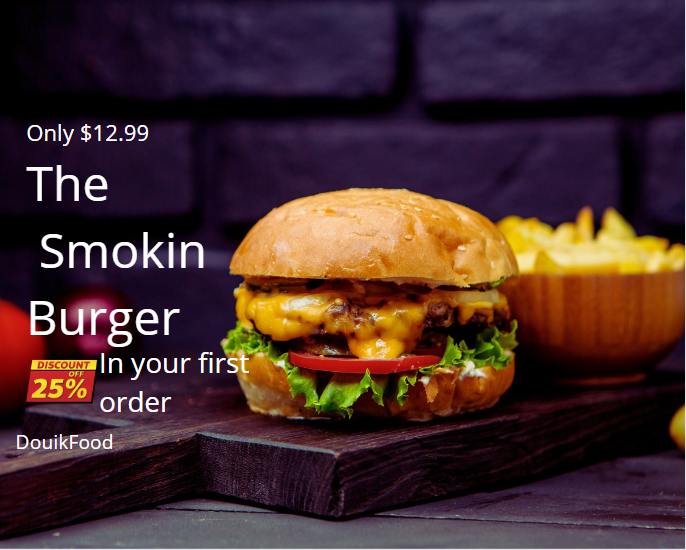 Only $12.99
The
Smokin
Burger
DISCOUNT
OFF
25%
In your first
order
DouikFood